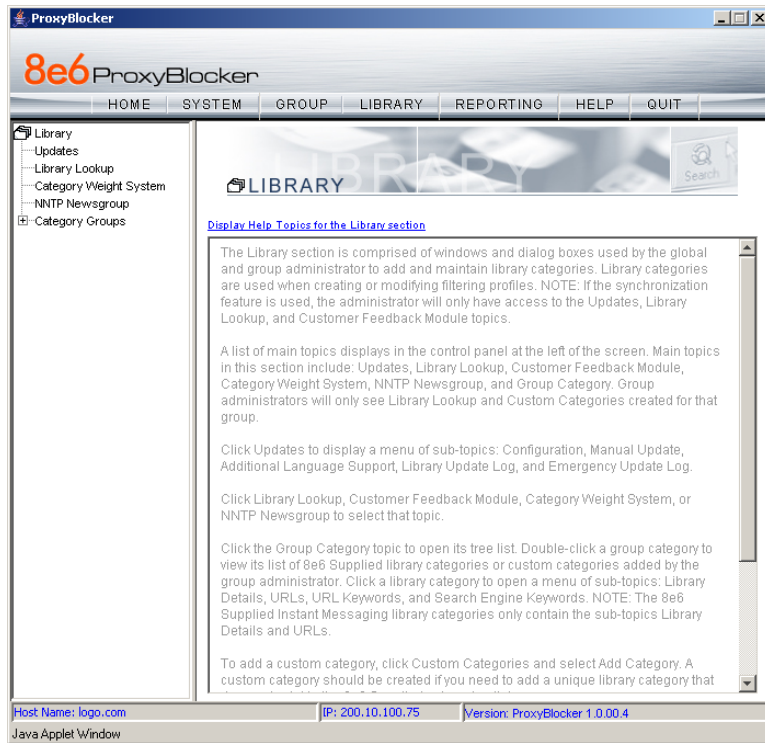 ProxyBlocker
8e6 ProxyBlocker
HOME SYSTEM GROUP LIBRARY REPORTING HELP QUIT
Library
Updates
Library Lookup
Category Weight System
NNTP Newsgroup
Category Groups
LIBRARY
Search
LIBRARY
Display Help Topics for the Library section
The Library section is comprised of windows and dialog boxes used by the global
and group administrator to add and maintain library categories. Library categories
are used when creating or modifying filtering profiles. NOTE: If the synchronization
feature is used, the administrator will only have access to the Updates, Library
Lookup, and Customer Feedback Module topics.
A list of main topics displays in the control panel at the left of the screen. Main topics
in this section include: Updates, Library Lookup, Customer Feedback Module,
Category Weight System, NNTP Newsgroup, and Group Category. Group
administrators will only see Library Lookup and Custom Categories created for that
group.
Click Updates to display a menu of sub-topics: Configuration, Manual Update,
Additional Language Support, Library Update Log, and Emergency Update Log.
Click Library Lookup, Customer Feedback Module, Category Weight System, or
NNTP Newsgroup to select that topic.
Click the Group Category topic to open its tree list. Double-click a group category to
view its list of 8e6 Supplied library categories or custom categories added by the
group administrator. Click a library category to open a menu of sub-topics: Library
Details, URLs, URL Keywords, and Search Engine Keywords. NOTE: The 8e6
Supplied Instant Messaging library categories only contain the sub-topics Library
Details and URLs.
To add a custom category, click Custom Categories and select Add Category. A
custom category should be created if you need to add a unique library category that
Host Name: logo.com IP: 200.10.100.75 Version: ProxyBlocker 1.0.00.4
Java Applet Window